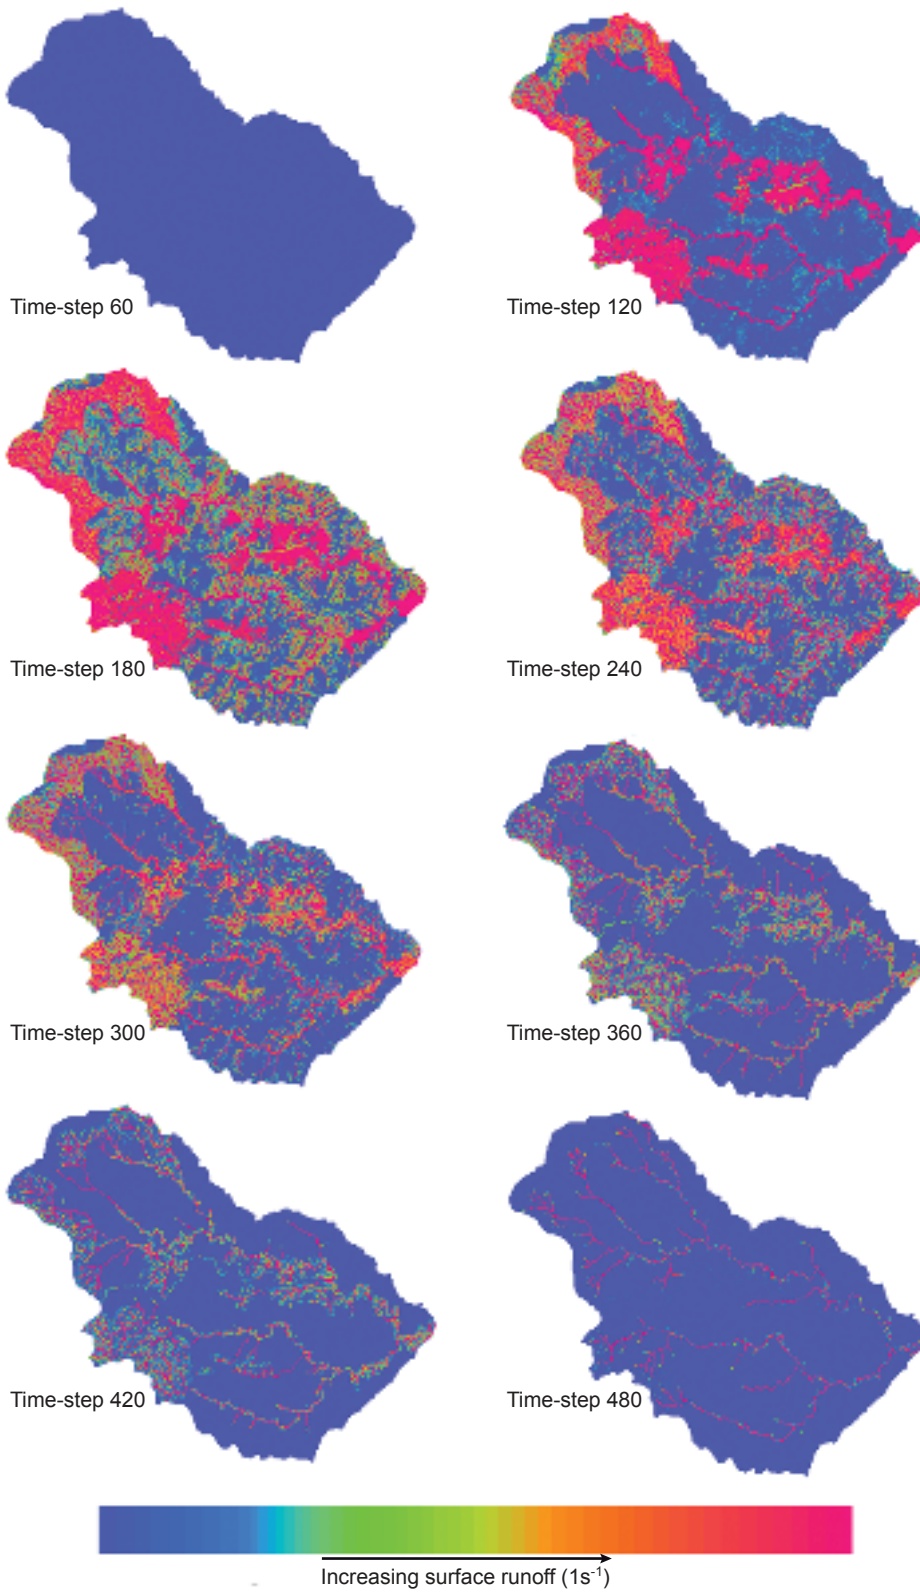 Time-step 60
Time-step 120
Time-step 180
Time-step 240
Time-step 300
Time-step 360
Time-step 420
Time-step 480
Increasing surface runoff (1s⁻¹)